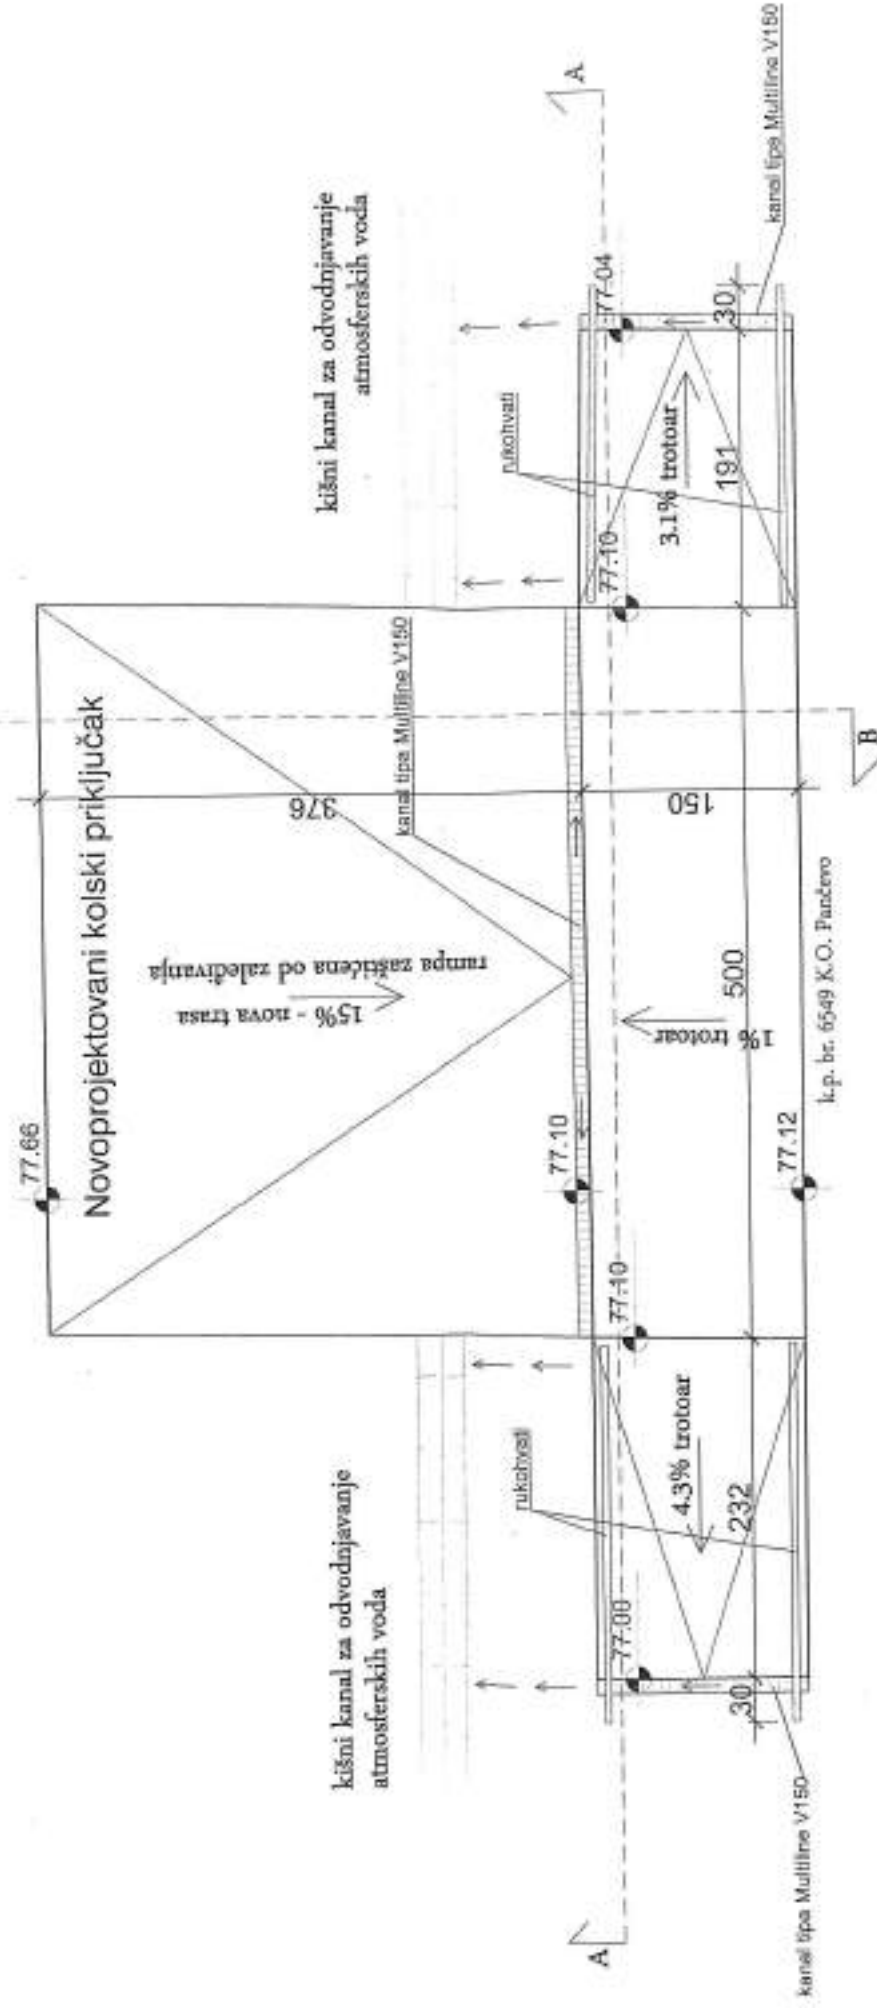 77.66
Novoprojektovani kolski priključak
15% - nova trasa
rampa zaštićena od zaleđivanja
376
kišni kanal za odvodnjavanje
atmosferskih voda
kišni kanal za odvodnjavanje
atmosferskih voda
kanal tipa Multiline V150
rukohvati
rukohvati
77.10
A
A
77.00
77.10
77.10
77.04
4.3% trotoar
1% trotoar
3.1% trotoar
150
30
232
500
191
30
77.12
kanal tipa Multiline V150
k.p. br. 6549 K.O. Pančevo
B
kanal tipa Multiline V150